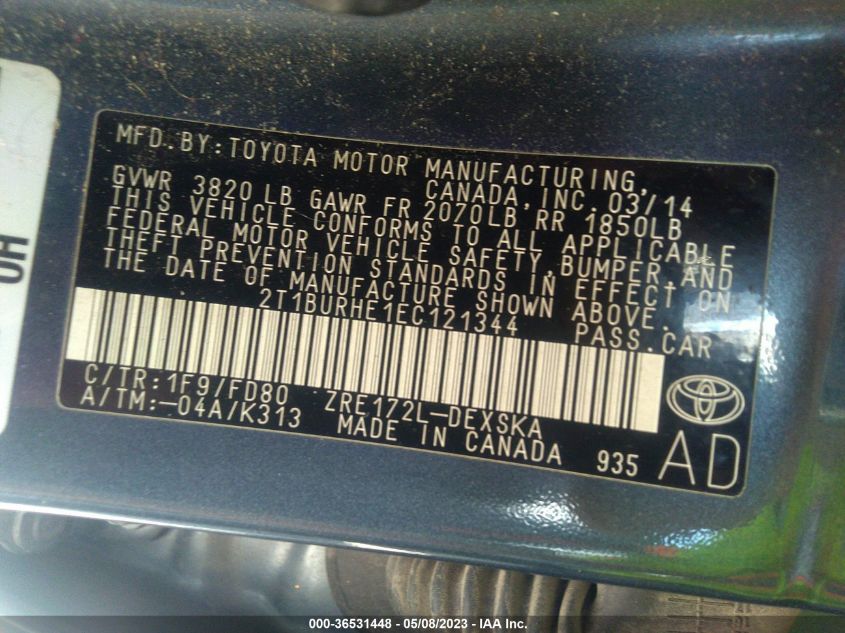 MFD. BY: TOYOTA MOTOR MANUFACTURING,
CANADA, INC. 03/14
GVWR 3820 LB GAWR FR 2070LB RR 1850LB
THIS VEHICLE CONFORMS TO ALL APPLICABLE
FEDERAL MOTOR VEHICLE SAFETY, BUMPER, AND
THEFT PREVENTION STANDARDS IN EFFECT ON
THE DATE OF MANUFACTURE SHOWN ABOVE.
2T1BURHE1EC121344 PASS.CAR
C/TR:1F9/FD80 ZRE172L-DEXSKA
A/TM:-04A/K313 MADE IN CANADA 935 AD
HO
000-36531448 - 05/08/2023 - IAA Inc.